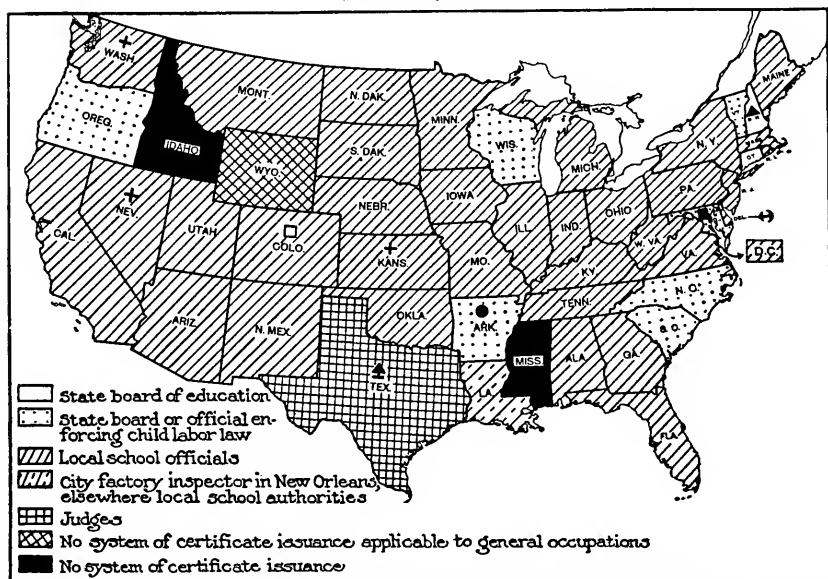 WASH.
MONT.
N. DAK.
MINN.
MAINE
OREG.
IDAHO
WYO.
S. DAK.
WIS.
MICH.
N. Y.
NEV.
UTAH
COLO.
NEBR.
IOWA
ILL.
IND.
OHIO
PA.
CAL.
KANS.
MO.
KY.
W. VA.
VA.
DEL.
D.C.
ARIZ.
N. MEX.
OKLA.
ARK.
TENN.
N. C.
S. C.
TEX.
LA.
MISS.
ALA.
GA.
FLA.
State board of education
State board or official en-
forcing child labor law
Local school officials
City factory inspector in New Orleans,
elsewhere local school authorities
Judges
No system of certificate issuance applicable to general occupations
No system of certificate issuance